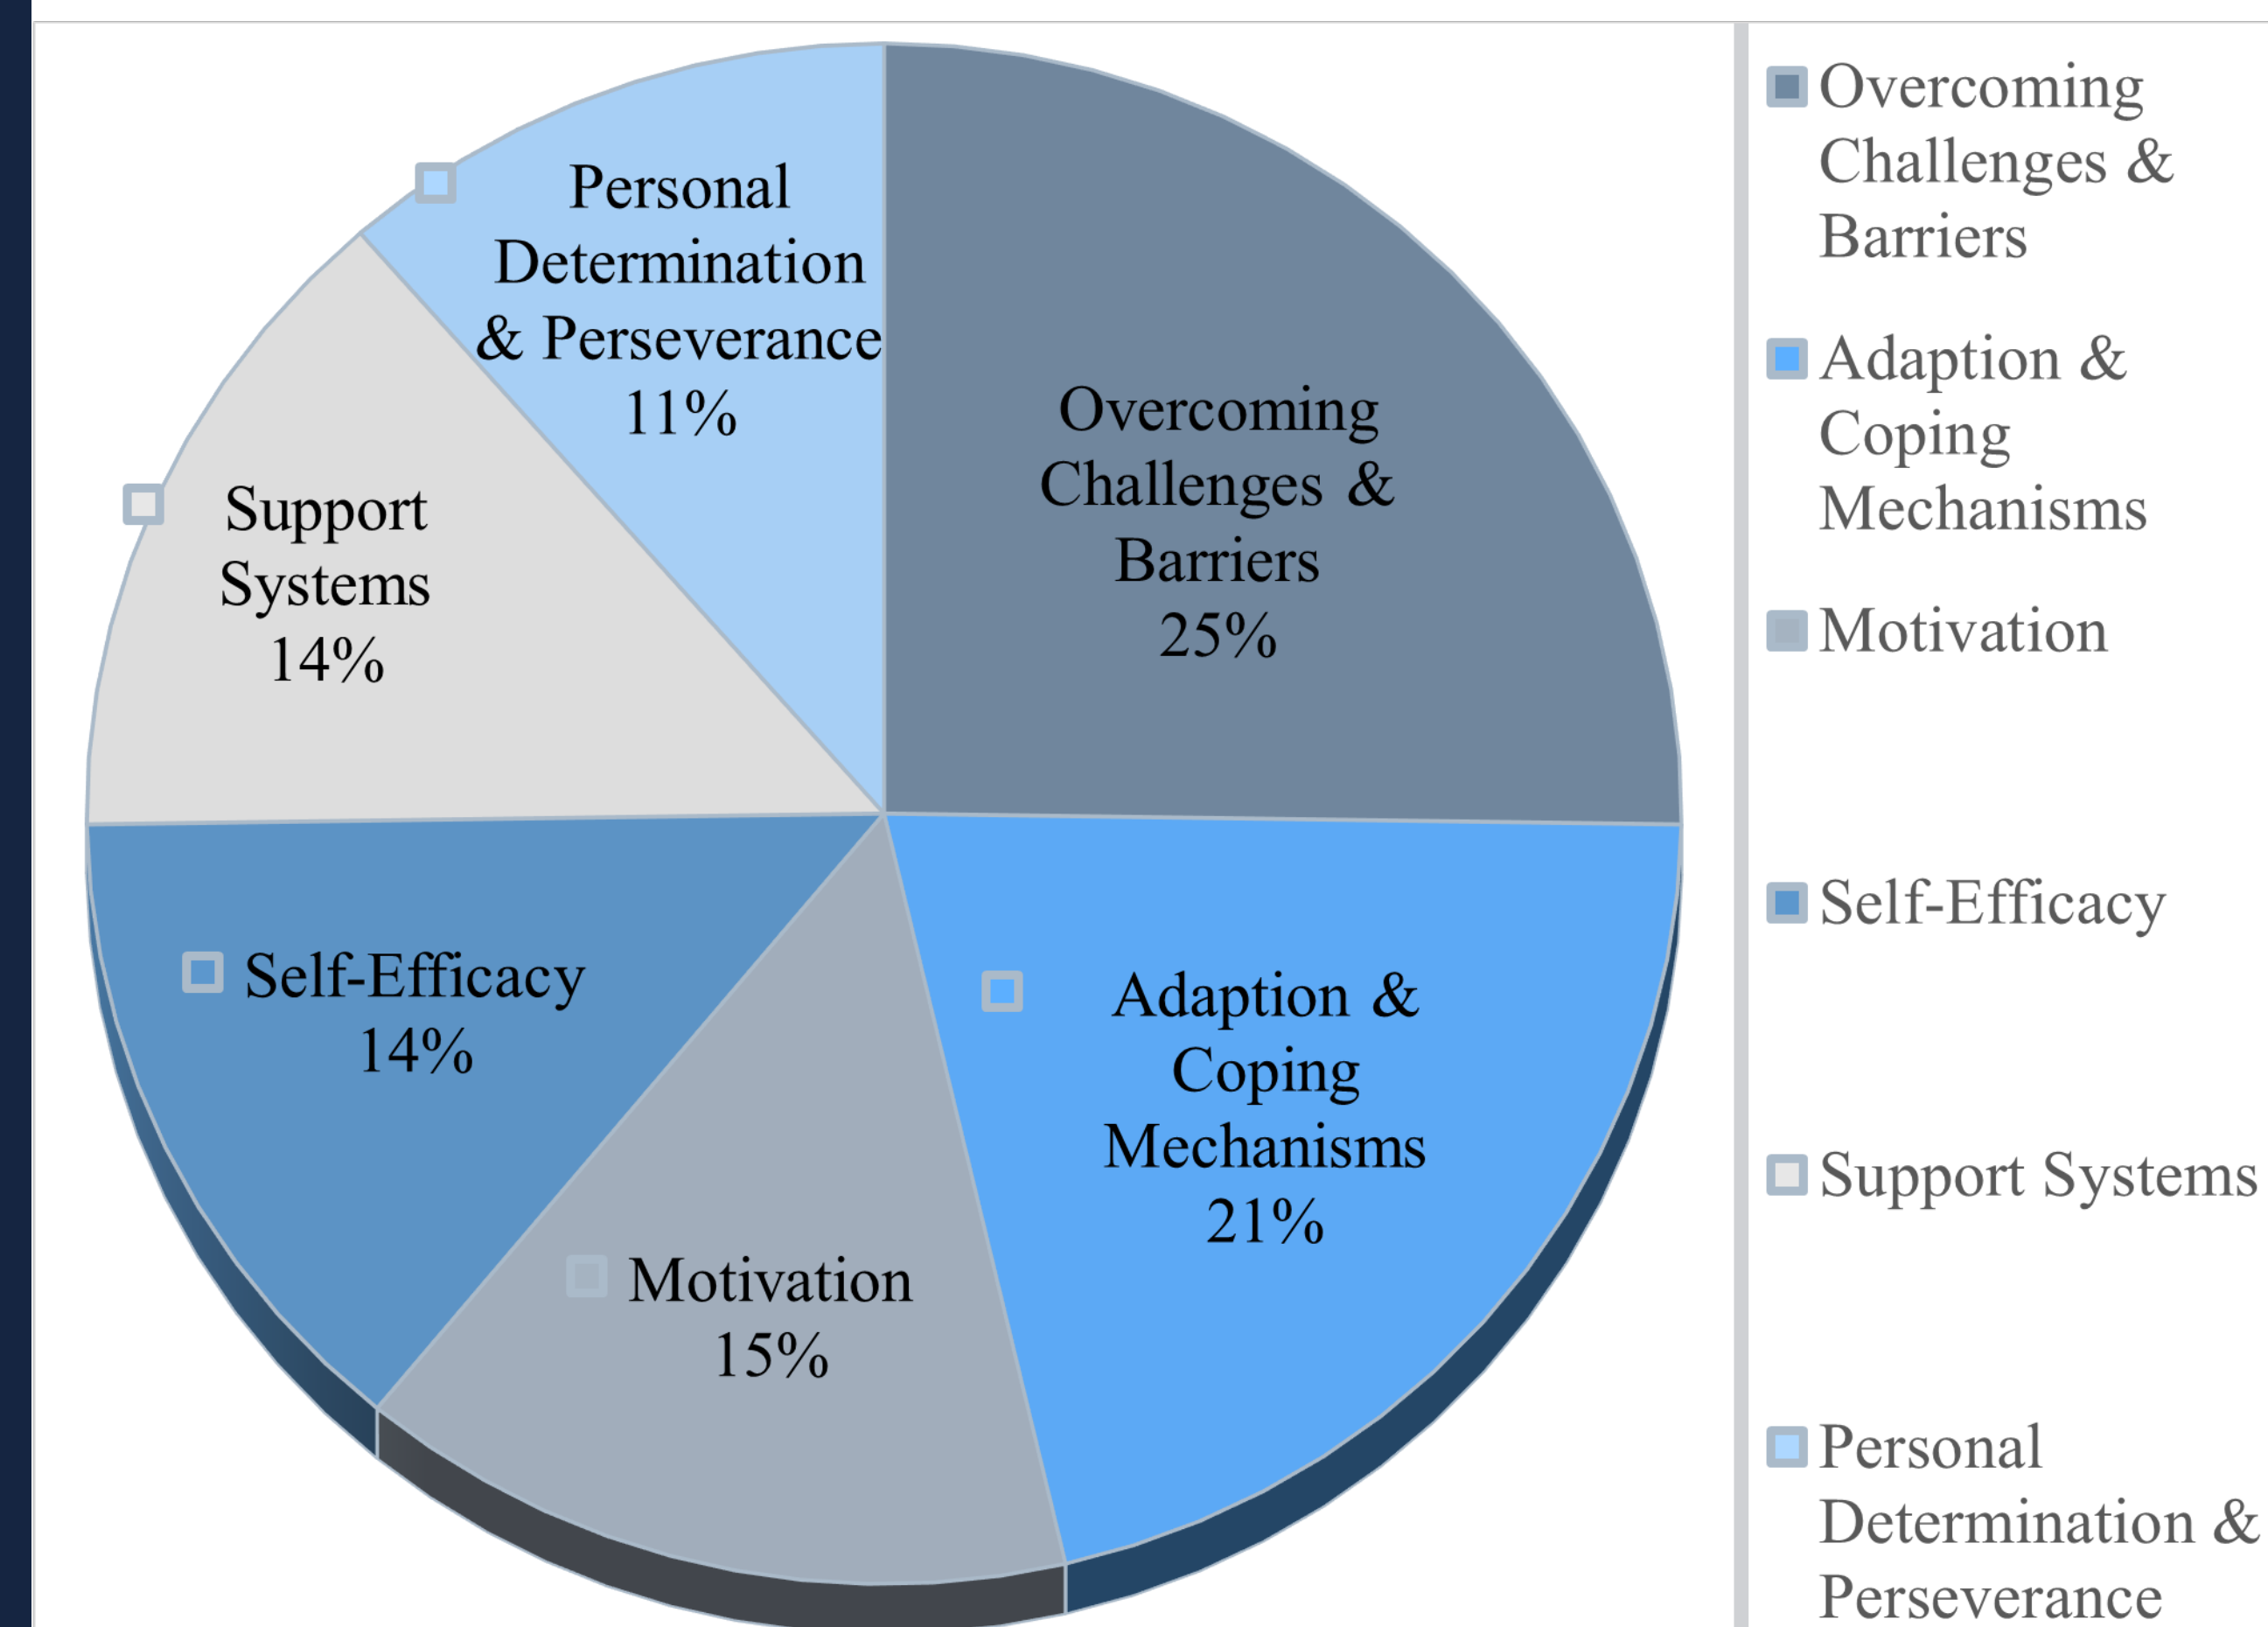 Personal
Determination
& Perseverance
11%
Overcoming
Challenges &
Barriers
25%
Support
Systems
14%
Self-Efficacy
14%
Adaption &
Coping
Mechanisms
21%
Motivation
15%
Overcoming
Challenges &
Barriers
Adaption &
Coping
Mechanisms
Motivation
Self-Efficacy
Support Systems
Personal
Determination &
Perseverance